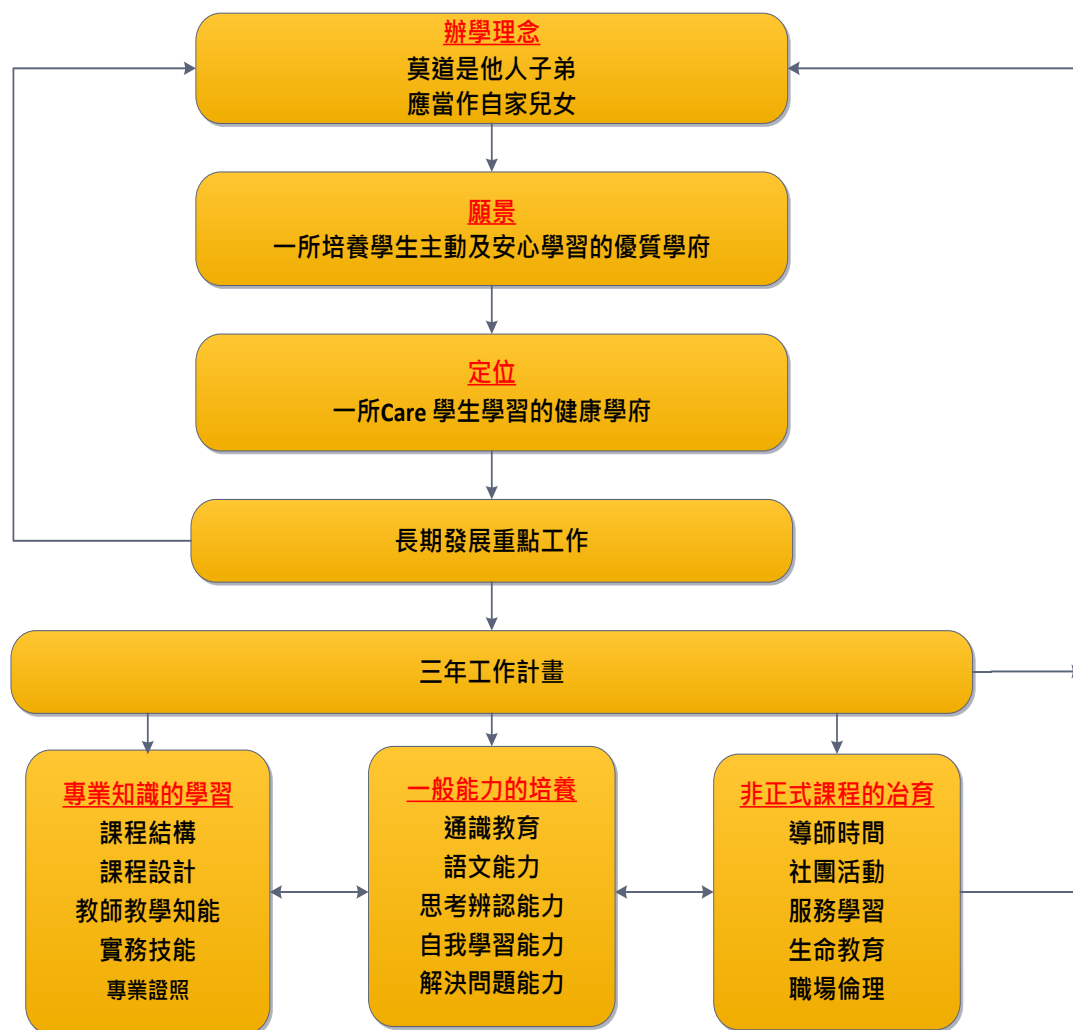 辦學理念
莫道是他人子弟
應當作自家兒女
願景
一所培養學生主動及安心學習的優質學府
定位
一所Care 學生學習的健康學府
長期發展重點工作
三年工作計畫
專業知識的學習
課程結構
課程設計
教師教學知能
實務技能
專業證照
一般能力的培養
通識教育
語文能力
思考辨認能力
自我學習能力
解決問題能力
非正式課程的冶育
導師時間
社團活動
服務學習
生命教育
職場倫理